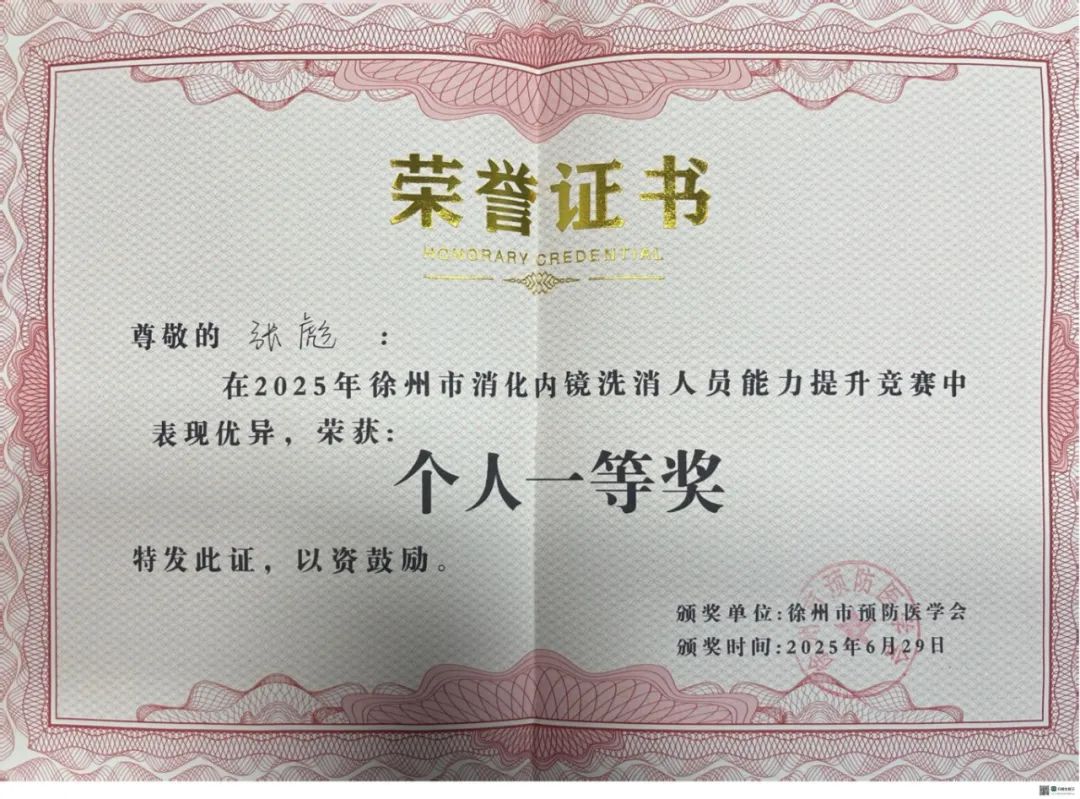 荣誉证书
HONORARY CREDENTIAL
尊敬的 张彪 :
在2025年徐州市消化内镜洗消人员能力提升竞赛中
表现优异，荣获:
个人一等奖
特发此证，以资鼓励。
颁奖单位:徐州市预防医学会
颁奖时间:2025年6月29日